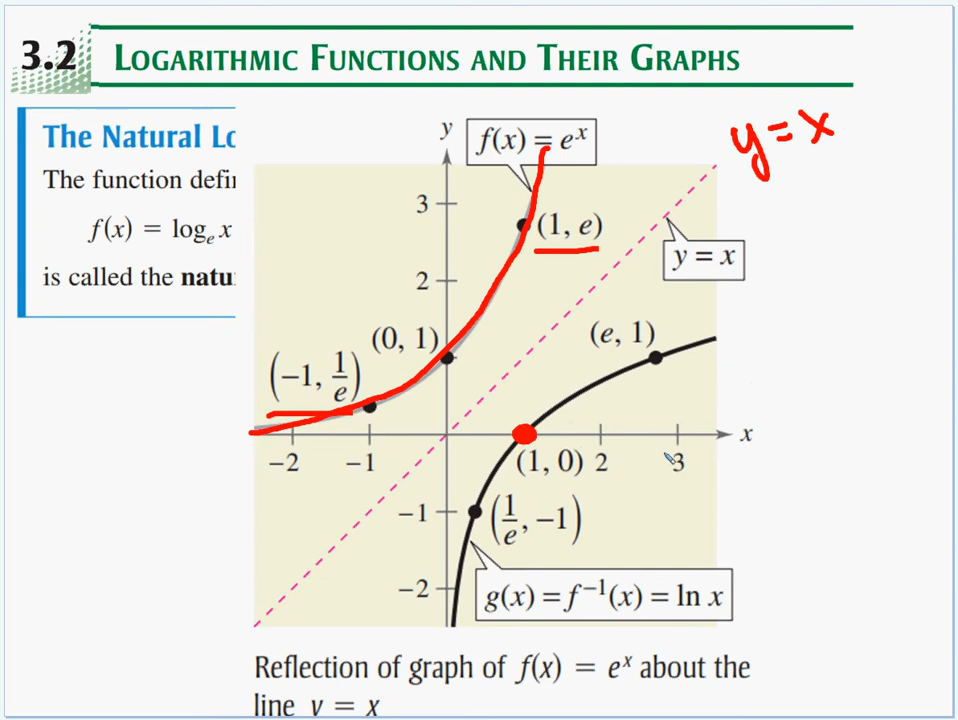 3.2 LOGARITHMIC FUNCTIONS AND THEIR GRAPHS
The Natural Lo
The function defin
f(x) = logₑ x
is called the natu
y
f(x) = eˣ
y = x
3
(1, e)
y = x
2
(0, 1)
(e, 1)
(−1, 1/e)
x
−2
−1
(1, 0)
2
3
−1
(1/e, −1)
−2
g(x) = f⁻¹(x) = ln x
Reflection of graph of f(x) = eˣ about the
line y = x